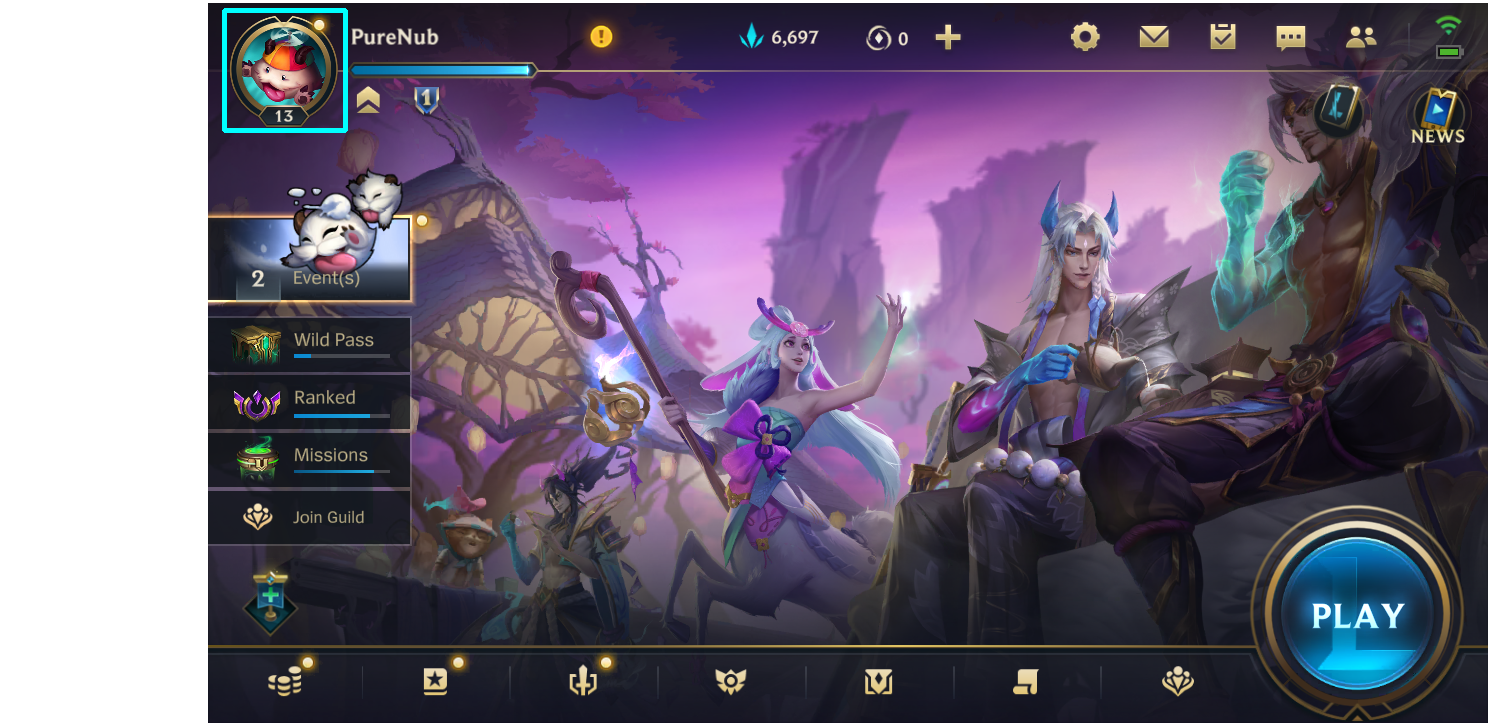 PureNub
6,697
0
13
1
NEWS
2
Event(s)
Wild Pass
Ranked
Missions
Join Guild
PLAY